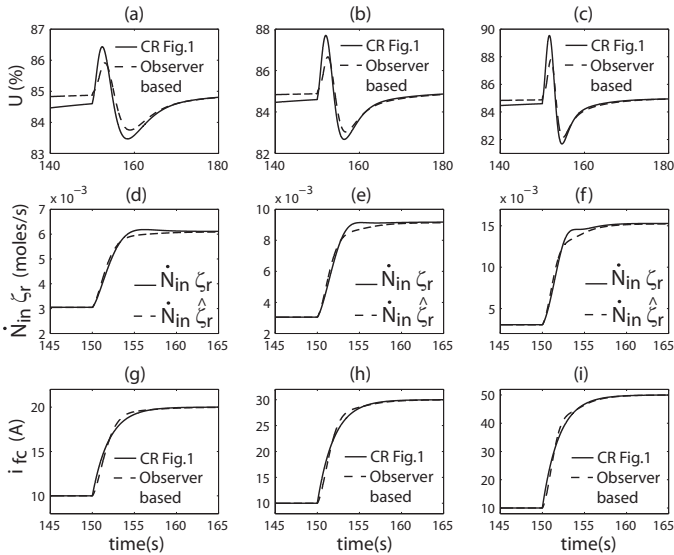 (a) (b) (c)
87 88 90
86 88
86 86
85
84 84
84 82
83 82
U (%)
CR Fig.1
Observer
based
CR Fig.1
Observer
based
CR Fig.1
Observer
based
140 160 180 140 160 180 140 160 180
(d) (e) (f)
x 10⁻³ x 10⁻³ x 10⁻³
7 10
6 8 15
5
6 10
4
3 4 5
2 2
Ṅin ζr (moles/s)
Ṅin ζr
Ṅin ζ̂r
Ṅin ζr
Ṅin ζ̂r
Ṅin ζr
Ṅin ζ̂r
145 150 155 160 165 145 150 155 160 165 145 150 155 160 165
(g) (h) (i)
20 30 50
25 40
15 20 30
15 20
10 10 10
i fc (A)
CR Fig.1
Observer
based
CR Fig.1
Observer
based
CR Fig.1
Observer
based
145 150 155 160 165 145 150 155 160 165 145 150 155 160 165
time(s) time(s) time(s)